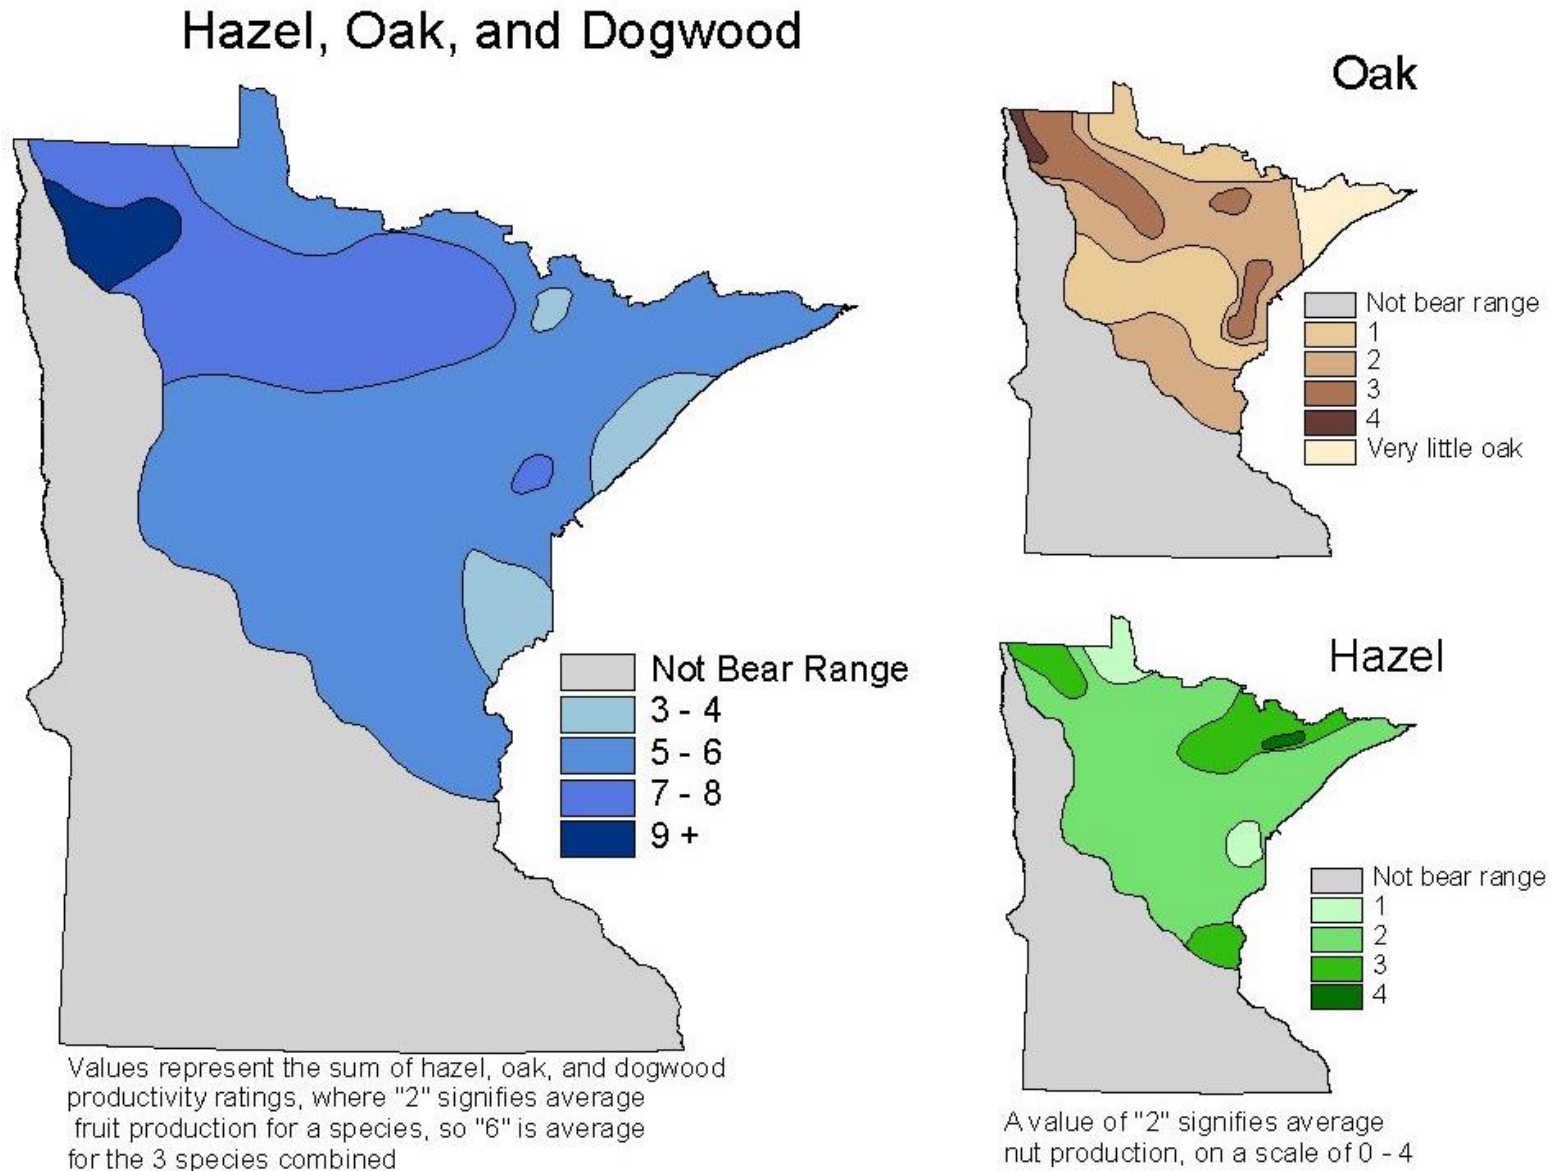 Hazel, Oak, and Dogwood
Not Bear Range
3 - 4
5 - 6
7 - 8
9 +
Values represent the sum of hazel, oak, and dogwood
productivity ratings, where "2" signifies average
fruit production for a species, so "6" is average
for the 3 species combined
Oak
Not bear range
1
2
3
4
Very little oak
Hazel
Not bear range
1
2
3
4
A value of "2" signifies average
nut production, on a scale of 0 - 4